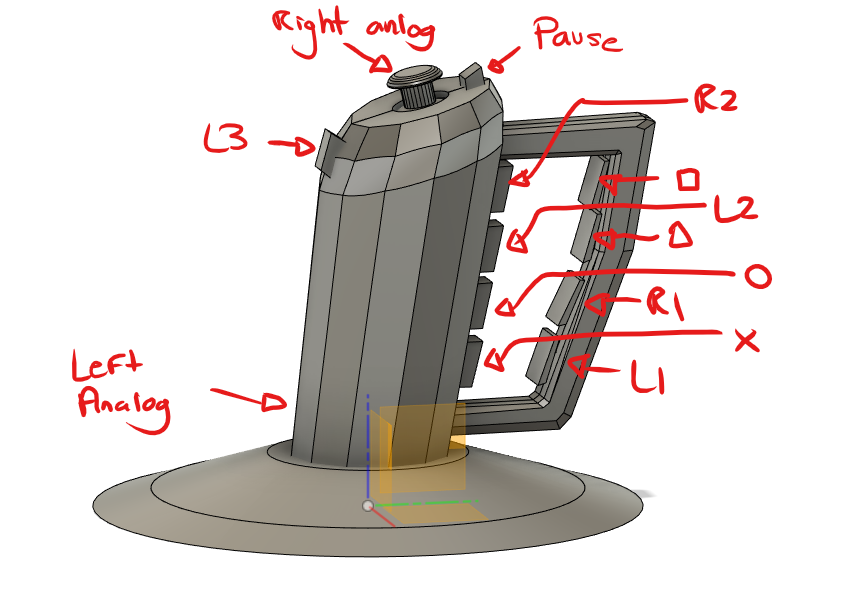 Right anlog
Pause
R2
L3
□
L2
Δ
O
R1
X
Left
Analog
L1